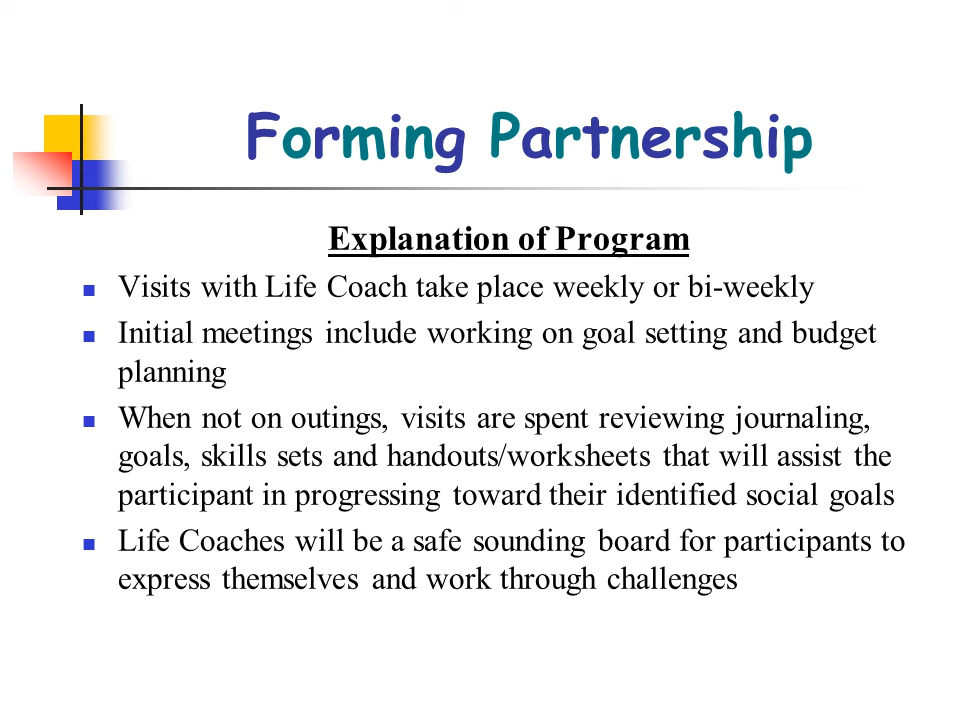 Forming Partnership
Explanation of Program
Visits with Life Coach take place weekly or bi-weekly
Initial meetings include working on goal setting and budget
planning
When not on outings, visits are spent reviewing journaling,
goals, skills sets and handouts/worksheets that will assist the
participant in progressing toward their identified social goals
Life Coaches will be a safe sounding board for participants to
express themselves and work through challenges